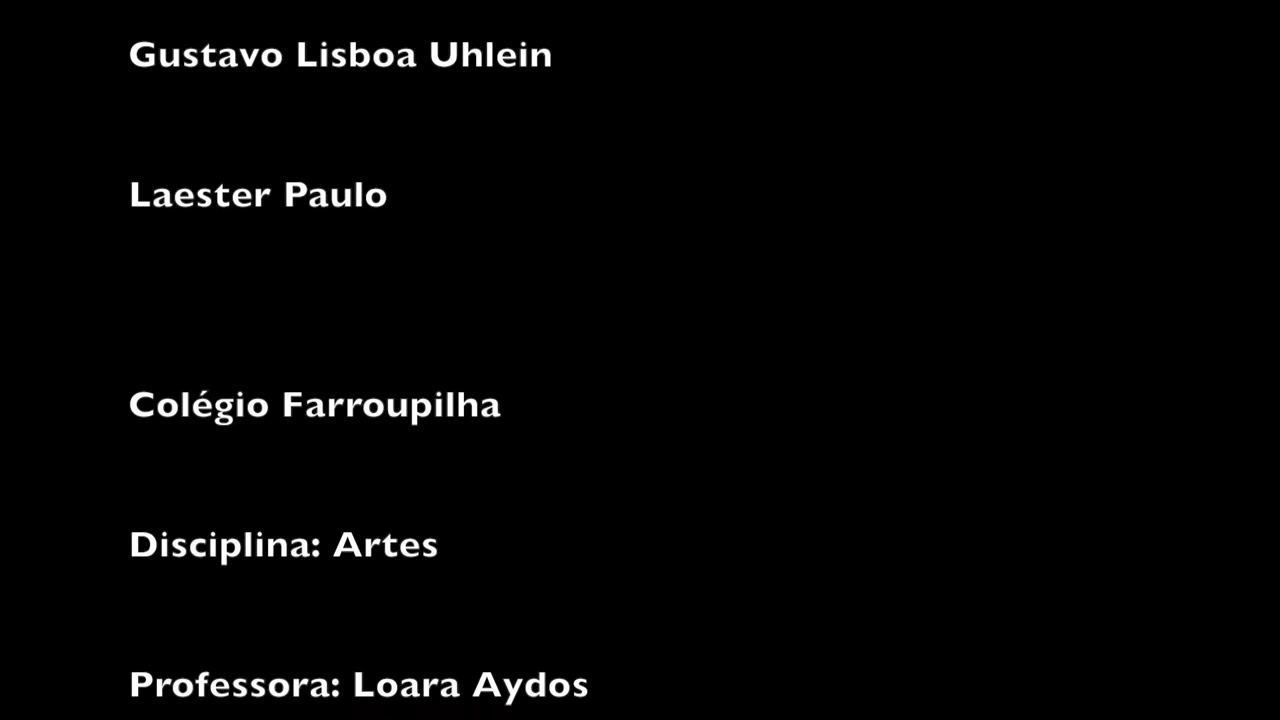 Gustavo Lisboa Uhlein
Laester Paulo
Colégio Farroupilha
Disciplina: Artes
Professora: Loara Aydos